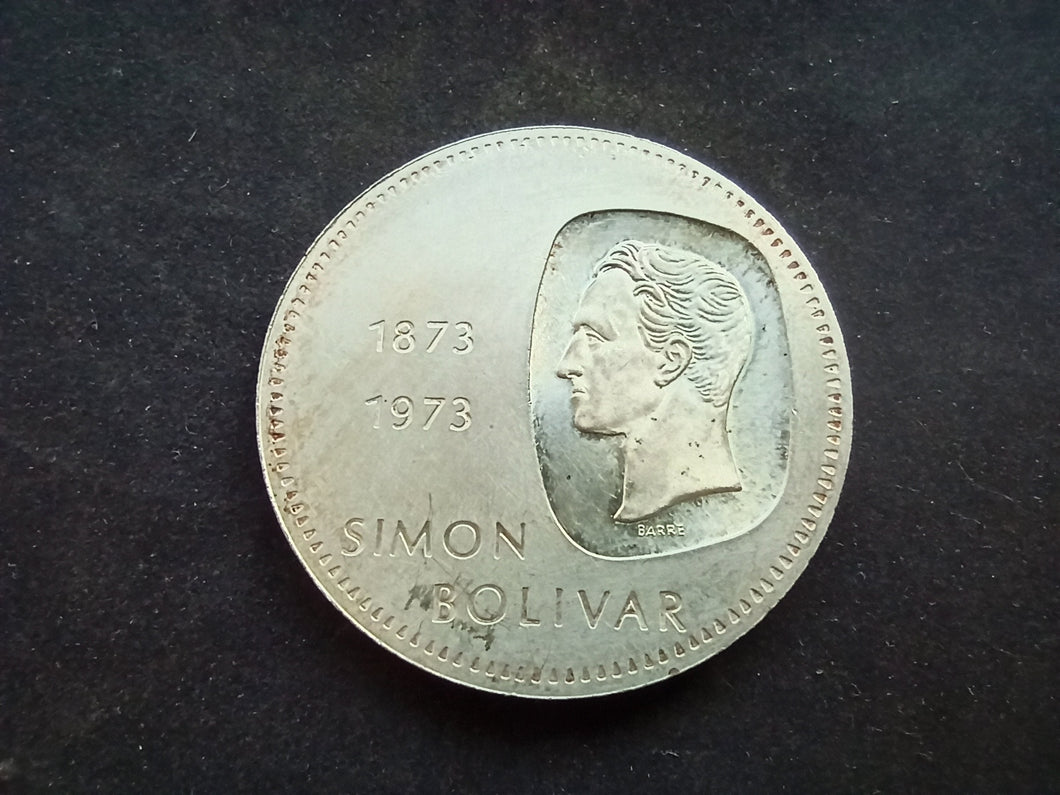 1873
1973
SIMON
BOLIVAR
BARRE